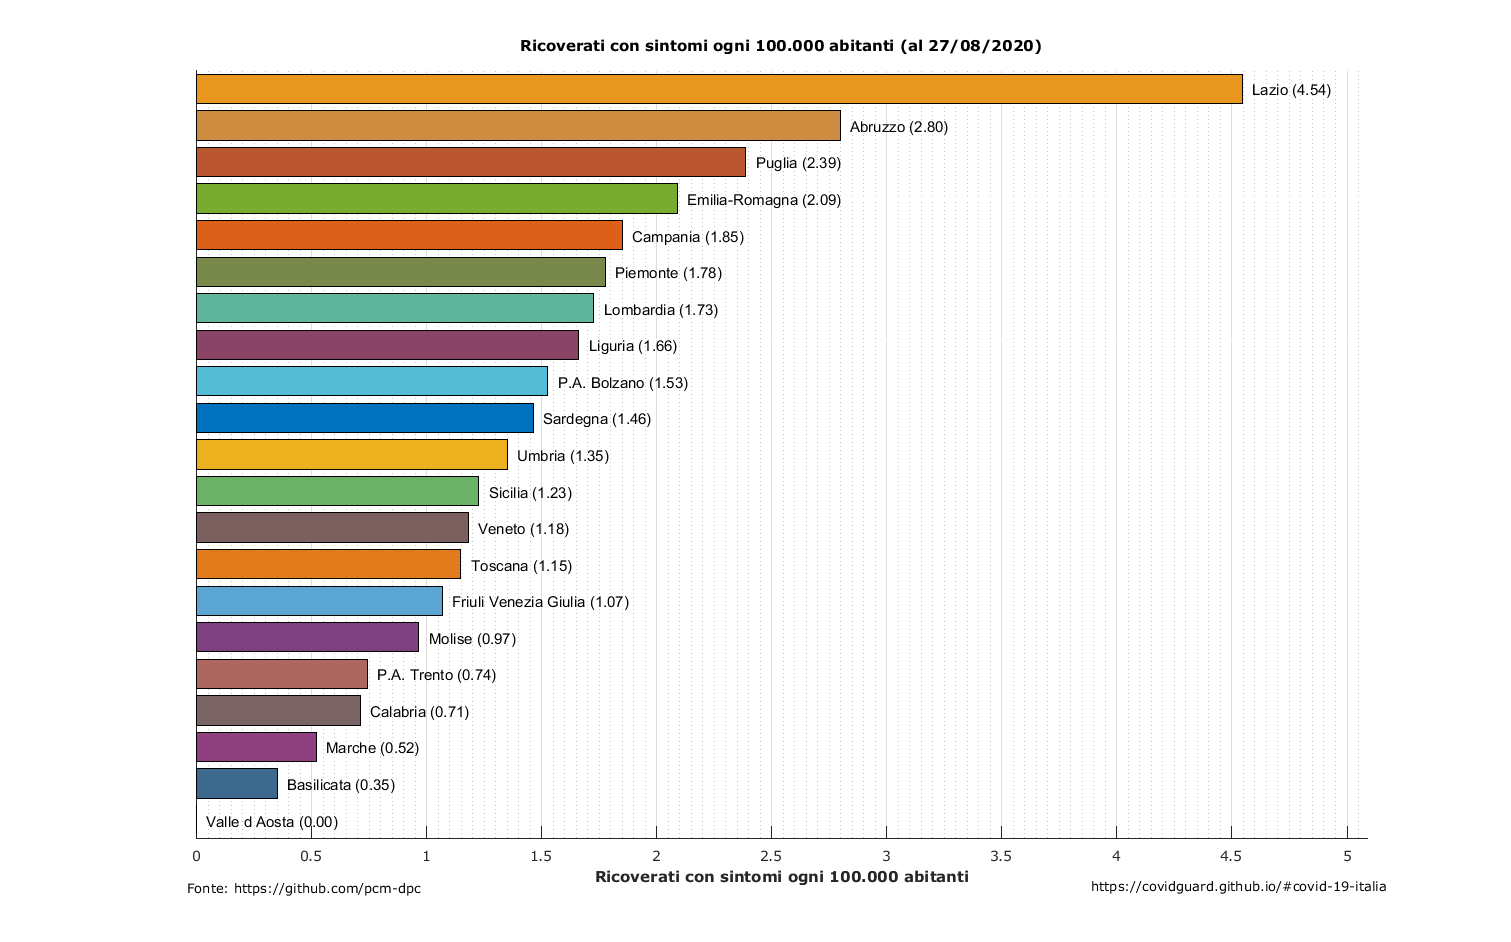 Ricoverati con sintomi ogni 100.000 abitanti (al 27/08/2020)
Lazio (4.54)
Abruzzo (2.80)
Puglia (2.39)
Emilia-Romagna (2.09)
Campania (1.85)
Piemonte (1.78)
Lombardia (1.73)
Liguria (1.66)
P.A. Bolzano (1.53)
Sardegna (1.46)
Umbria (1.35)
Sicilia (1.23)
Veneto (1.18)
Toscana (1.15)
Friuli Venezia Giulia (1.07)
Molise (0.97)
P.A. Trento (0.74)
Calabria (0.71)
Marche (0.52)
Basilicata (0.35)
Valle d Aosta (0.00)
0 0.5 1 1.5 2 2.5 3 3.5 4 4.5 5
Ricoverati con sintomi ogni 100.000 abitanti
Fonte: https://github.com/pcm-dpc
https://covidguard.github.io/#covid-19-italia